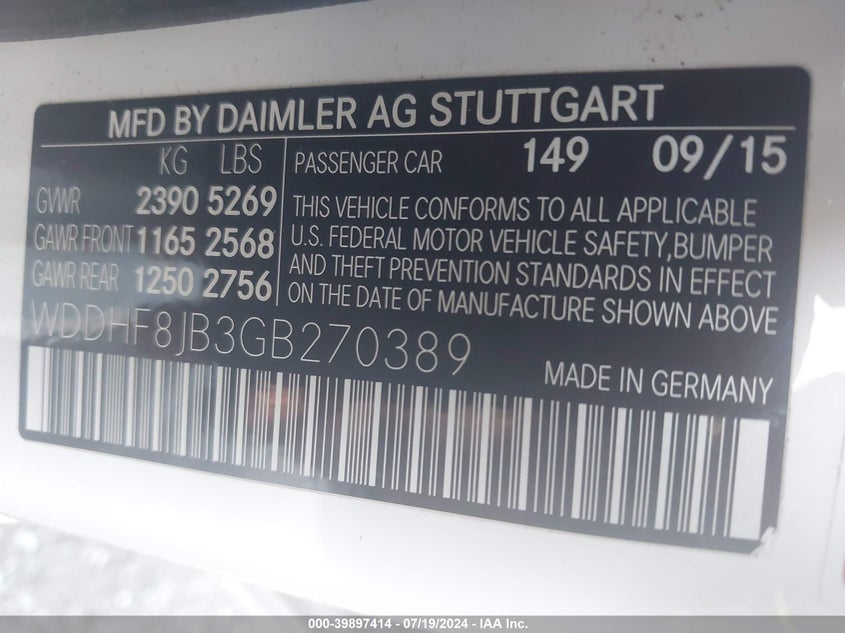 MFD BY DAIMLER AG STUTTGART
KG LBS
GVWR 2390 5269
GAWR FRONT 1165 2568
GAWR REAR 1250 2756
PASSENGER CAR 149 09/15
THIS VEHICLE CONFORMS TO ALL APPLICABLE
U.S. FEDERAL MOTOR VEHICLE SAFETY,BUMPER
AND THEFT PREVENTION STANDARDS IN EFFECT
ON THE DATE OF MANUFACTURE SHOWN ABOVE
WDDHF8JB3GB270389
MADE IN GERMANY
000-39897414 - 07/19/2024 - IAA Inc.